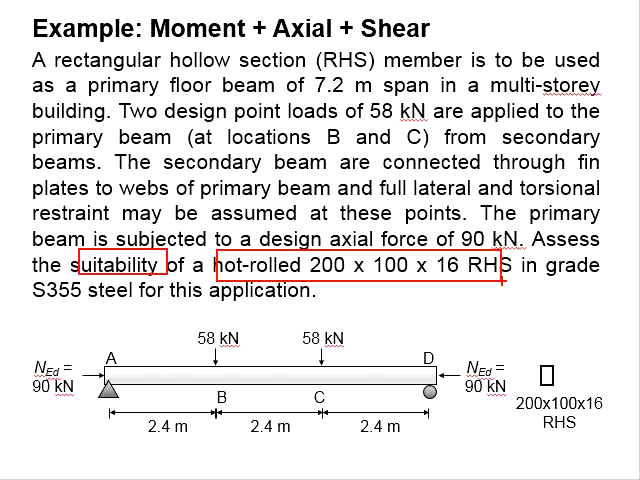 Example: Moment + Axial + Shear
A rectangular hollow section (RHS) member is to be used
as a primary floor beam of 7.2 m span in a multi-storey
building. Two design point loads of 58 kN are applied to the
primary beam (at locations B and C) from secondary
beams. The secondary beam are connected through fin
plates to webs of primary beam and full lateral and torsional
restraint may be assumed at these points. The primary
beam is subjected to a design axial force of 90 kN. Assess
the suitability of a hot-rolled 200 x 100 x 16 RHS in grade
S355 steel for this application.
58 kN 58 kN
A D
N_Ed = N_Ed =
90 kN 90 kN
B C
200x100x16
RHS
2.4 m 2.4 m 2.4 m